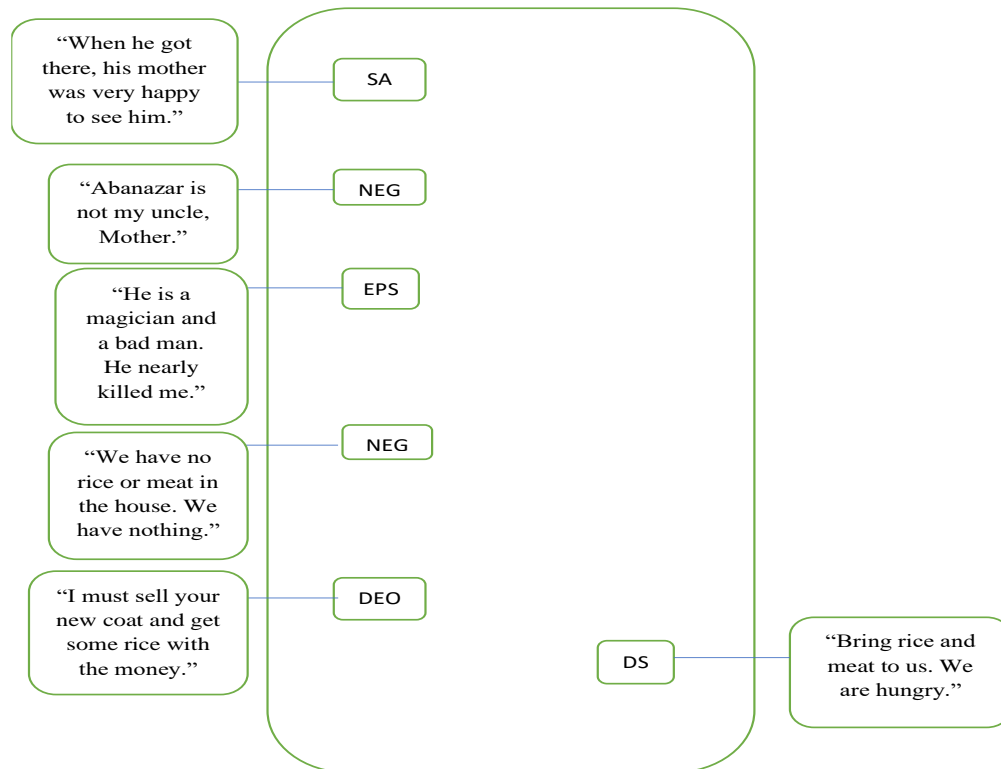 “When he got
there, his mother
was very happy
to see him.”
SA
“Abanazar is
not my uncle,
Mother.”
NEG
“He is a
magician and
a bad man.
He nearly
killed me.”
EPS
“We have no
rice or meat in
the house. We
have nothing.”
NEG
“I must sell your
new coat and get
some rice with
the money.”
DEO
DS
“Bring rice and
meat to us. We
are hungry.”